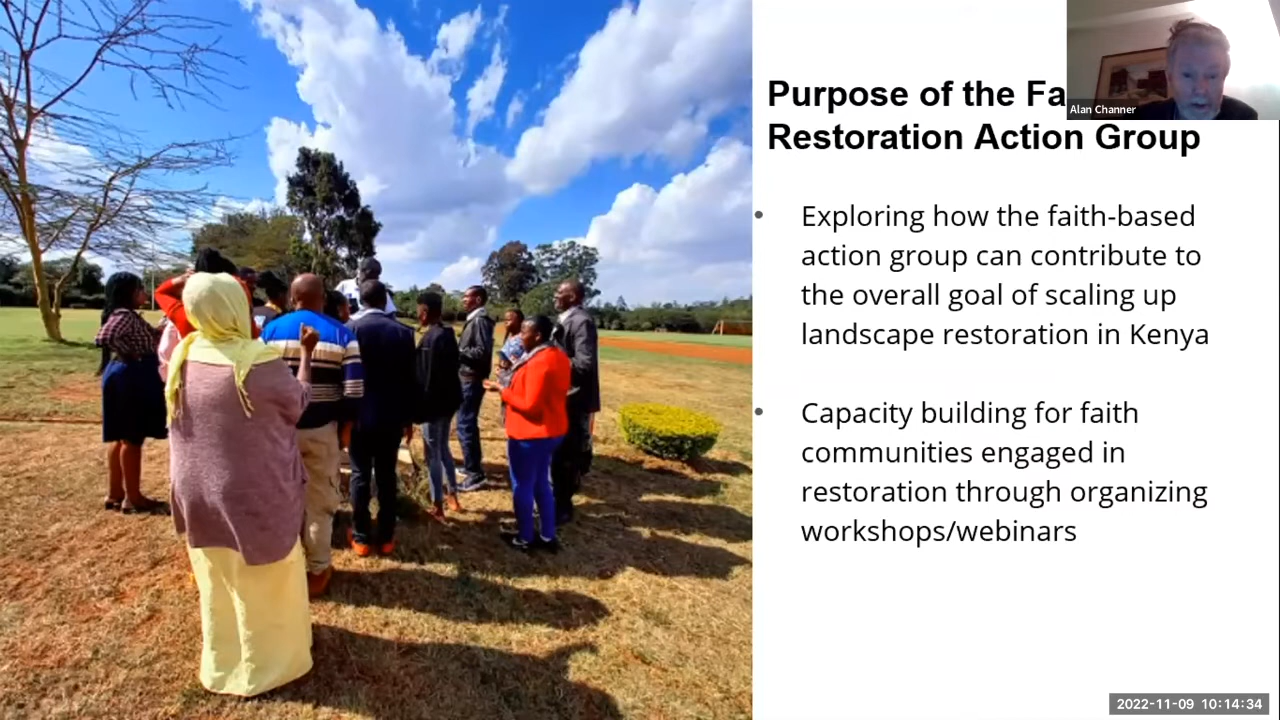 Purpose of the Fa
Restoration Action Group
Alan Channer
• Exploring how the faith-based
action group can contribute to
the overall goal of scaling up
landscape restoration in Kenya
• Capacity building for faith
communities engaged in
restoration through organizing
workshops/webinars
2022-11-09 10:14:34